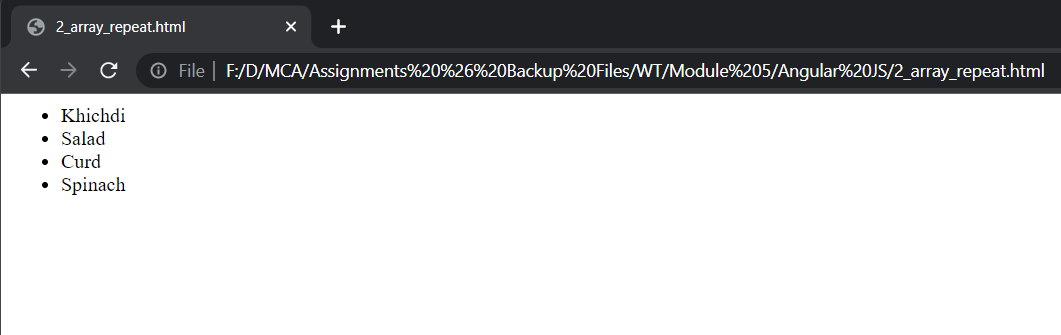 2_array_repeat.html
File | F:/D/MCA/Assignments%20%26%20Backup%20Files/WT/Module%205/Angular%20JS/2_array_repeat.html
Khichdi
Salad
Curd
Spinach